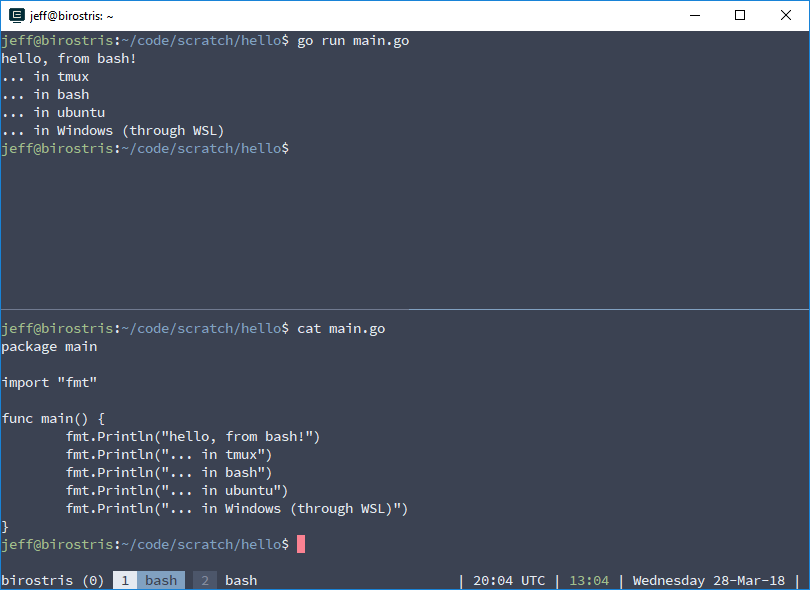 jeff@birostris: ~
jeff@birostris:~/code/scratch/hello$ go run main.go
hello, from bash!
... in tmux
... in bash
... in ubuntu
... in Windows (through WSL)
jeff@birostris:~/code/scratch/hello$
jeff@birostris:~/code/scratch/hello$ cat main.go
package main

import "fmt"

func main() {
        fmt.Println("hello, from bash!")
        fmt.Println("... in tmux")
        fmt.Println("... in bash")
        fmt.Println("... in ubuntu")
        fmt.Println("... in Windows (through WSL)")
}
jeff@birostris:~/code/scratch/hello$
birostris (0) 1 bash 2 bash | 20:04 UTC | 13:04 | Wednesday 28-Mar-18 |